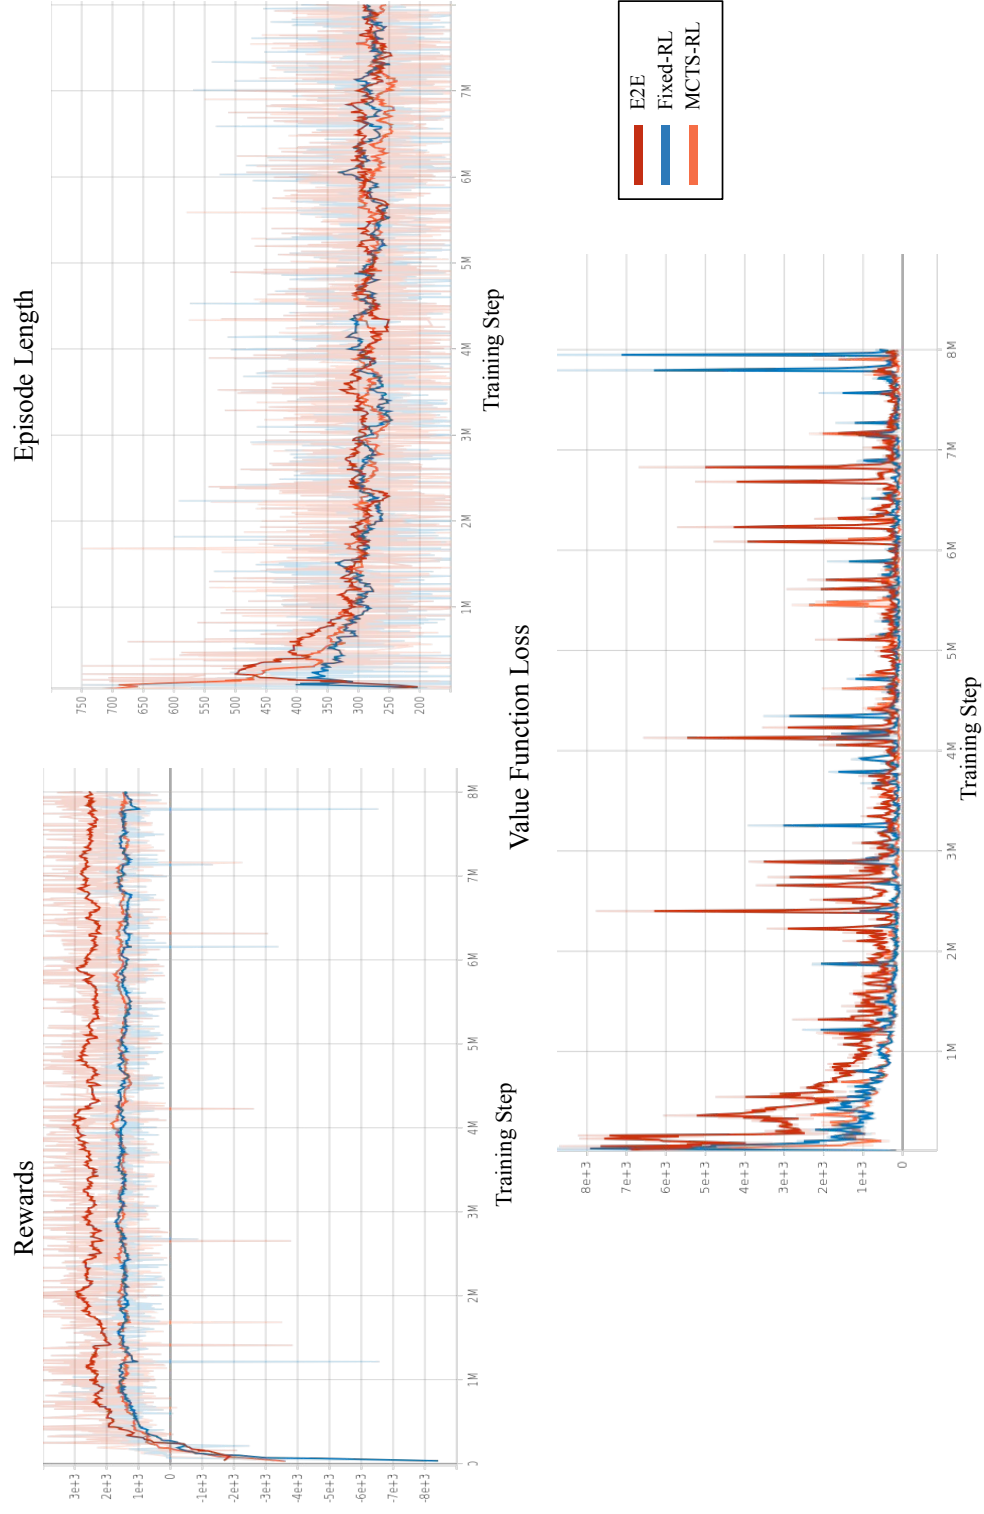 Rewards
3e+3
2e+3
1e+3
0
-1e+3
-2e+3
-3e+3
-4e+3
-5e+3
-6e+3
-7e+3
-8e+3
0
1M
2M
3M
4M
5M
6M
7M
8M
Training Step
Episode Length
750
700
650
600
550
500
450
400
350
300
250
200
1M
2M
3M
4M
5M
6M
7M
Training Step
Value Function Loss
8e+3
7e+3
6e+3
5e+3
4e+3
3e+3
2e+3
1e+3
0
1M
2M
3M
4M
5M
6M
7M
8M
Training Step
E2E
Fixed-RL
MCTS-RL